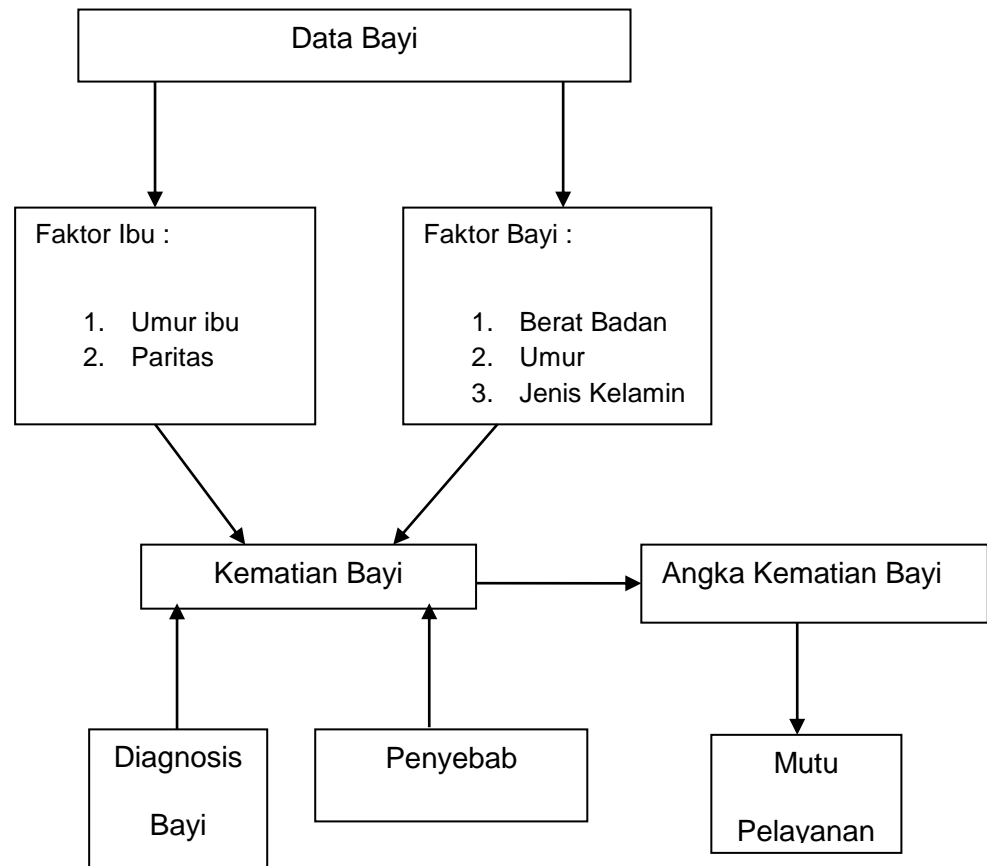 Data Bayi
Faktor Ibu :
1. Umur ibu
2. Paritas
Faktor Bayi :
1. Berat Badan
2. Umur
3. Jenis Kelamin
Kematian Bayi
Angka Kematian Bayi
Diagnosis
Bayi
Penyebab
Mutu
Pelayanan